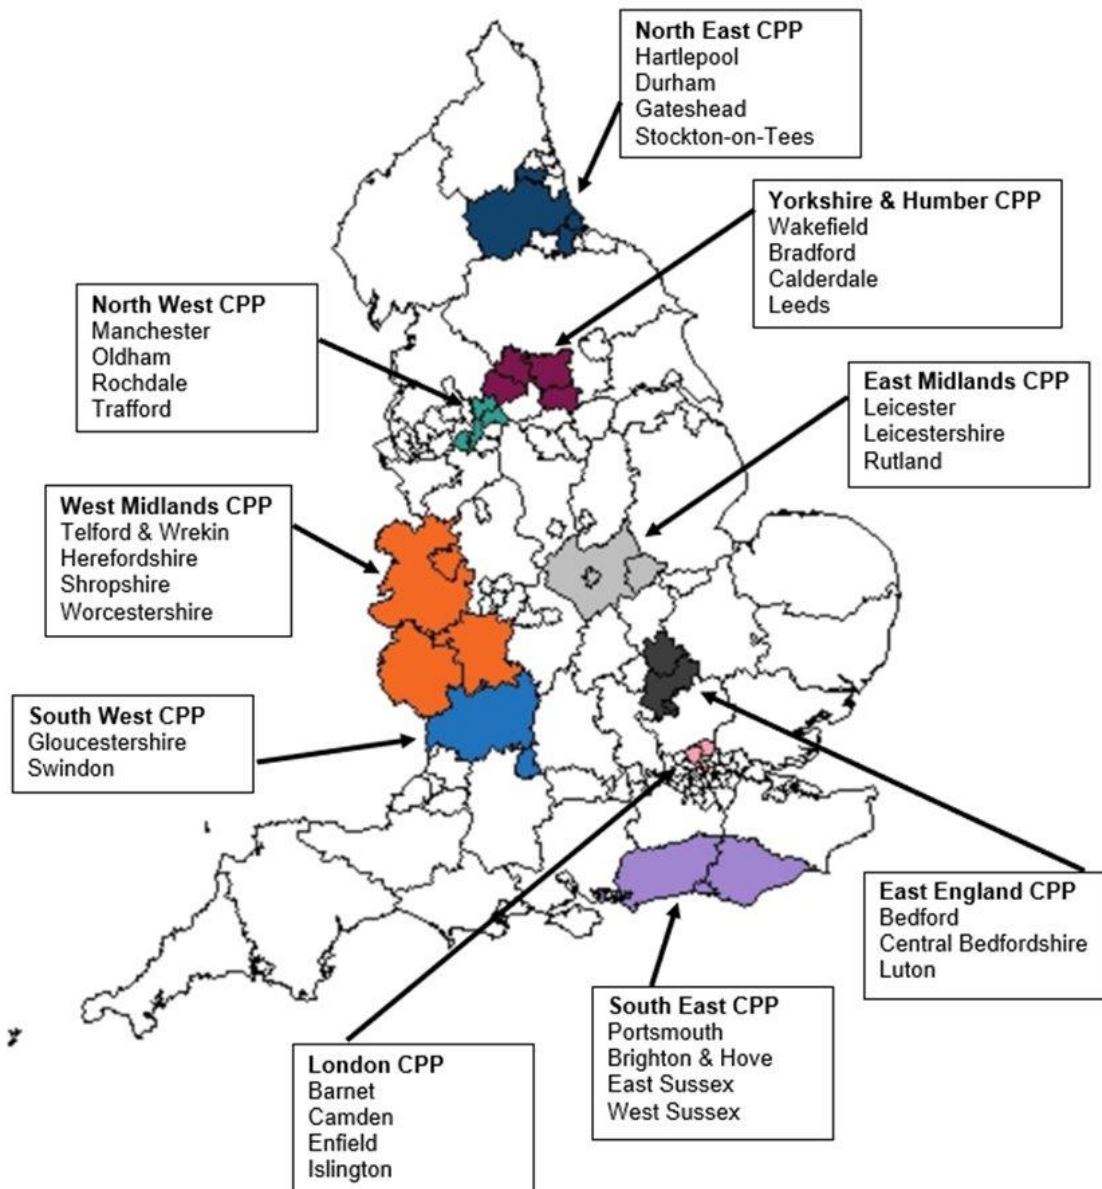 North East CPP
Hartlepool
Durham
Gateshead
Stockton-on-Tees
Yorkshire & Humber CPP
Wakefield
Bradford
Calderdale
Leeds
North West CPP
Manchester
Oldham
Rochdale
Trafford
East Midlands CPP
Leicester
Leicestershire
Rutland
West Midlands CPP
Telford & Wrekin
Herefordshire
Shropshire
Worcestershire
South West CPP
Gloucestershire
Swindon
East England CPP
Bedford
Central Bedfordshire
Luton
South East CPP
Portsmouth
Brighton & Hove
East Sussex
West Sussex
London CPP
Barnet
Camden
Enfield
Islington